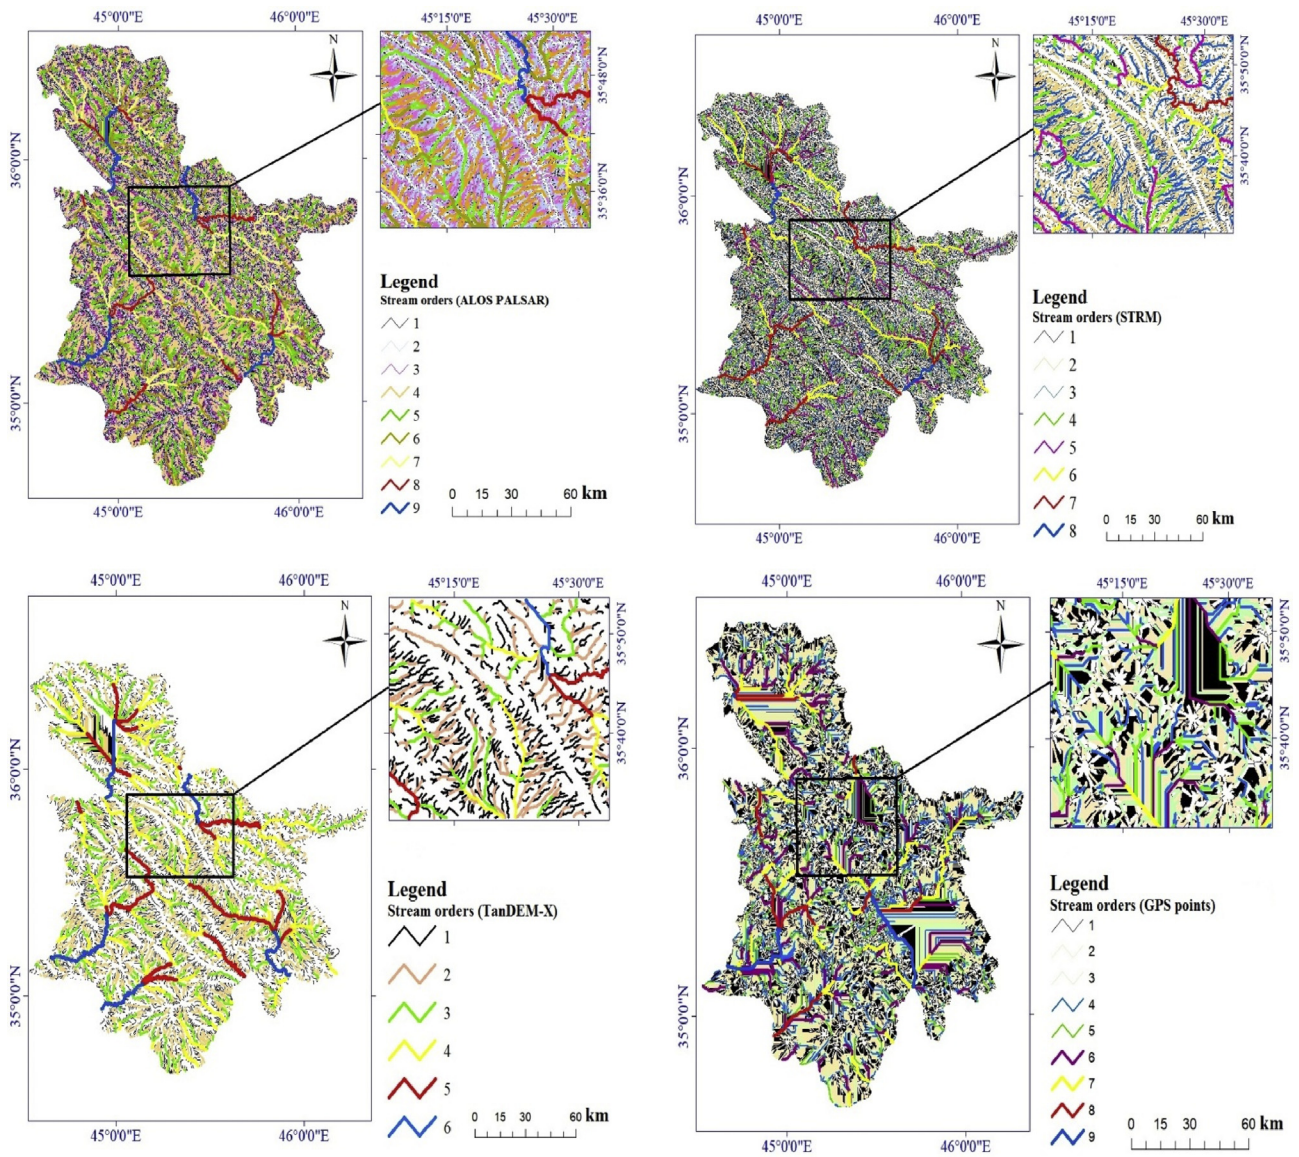 45°0'0"E 46°0'0"E
45°15'0"E 45°30'0"E
N
35°48'0"N
35°36'0"N
36°0'0"N
35°0'0"N
Legend
Stream orders (ALOS PALSAR)
1
2
3
4
5
6
7
8
9
0 15 30 60 km
45°0'0"E 46°0'0"E
45°0'0"E 46°0'0"E
45°15'0"E 45°30'0"E
N
35°50'0"N
35°40'0"N
36°0'0"N
35°0'0"N
Legend
Stream orders (STRM)
1
2
3
4
5
6
7
8
0 15 30 60 km
45°0'0"E 46°0'0"E
45°0'0"E 46°0'0"E
45°15'0"E 45°30'0"E
N
35°50'0"N
35°40'0"N
36°0'0"N
35°0'0"N
Legend
Stream orders (TanDEM-X)
1
2
3
4
5
6
0 15 30 60 km
45°0'0"E 46°0'0"E
45°0'0"E 46°0'0"E
45°15'0"E 45°30'0"E
N
35°50'0"N
35°40'0"N
36°0'0"N
35°0'0"N
Legend
Stream orders (GPS points)
1
2
3
4
5
6
7
8
9
0 15 30 60 km
45°0'0"E 46°0'0"E